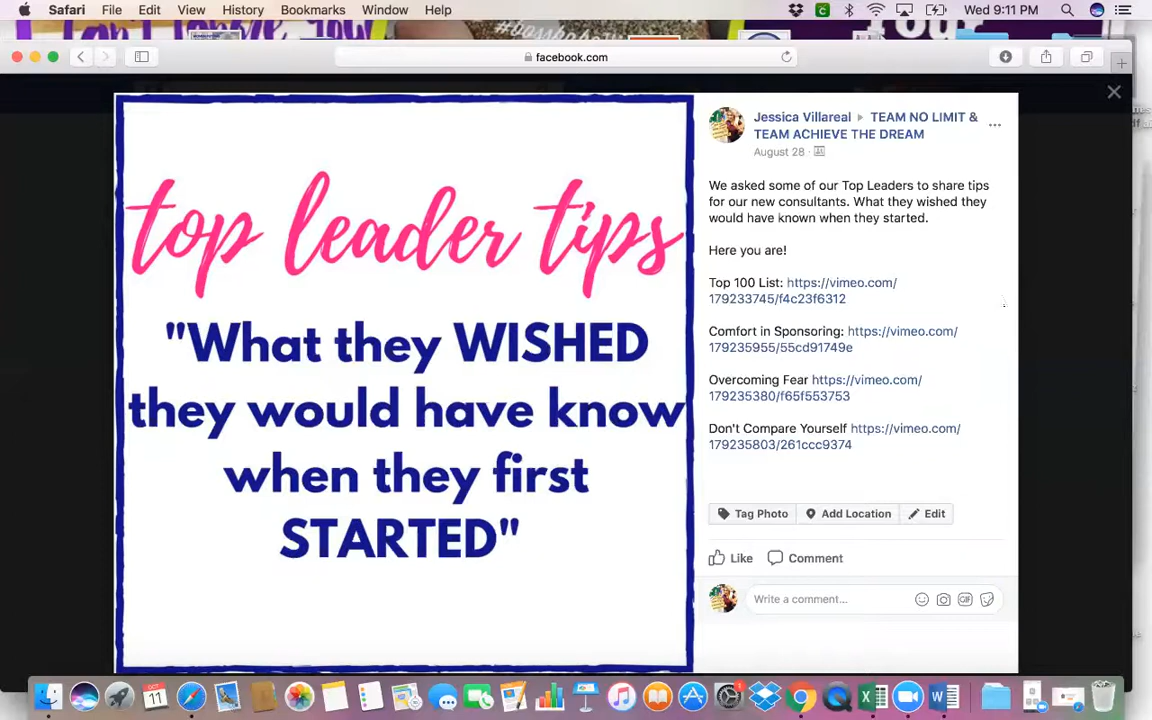 Safari File Edit View History Bookmarks Window Help Wed 9:11 PM
facebook.com
top leader tips
"What they WISHED
they would have know
when they first
STARTED"
Jessica Villareal TEAM NO LIMIT &
TEAM ACHIEVE THE DREAM
August 28
We asked some of our Top Leaders to share tips
for our new consultants. What they wished they
would have known when they started.
Here you are!
Top 100 List: https://vimeo.com/
179233745/f4c23f6312
Comfort in Sponsoring: https://vimeo.com/
179235955/55cd91749e
Overcoming Fear https://vimeo.com/
179235380/f65f553753
Don't Compare Yourself https://vimeo.com/
179235803/261ccc9374
Tag Photo Add Location Edit
Like Comment
Write a comment... GIF
OCT
11